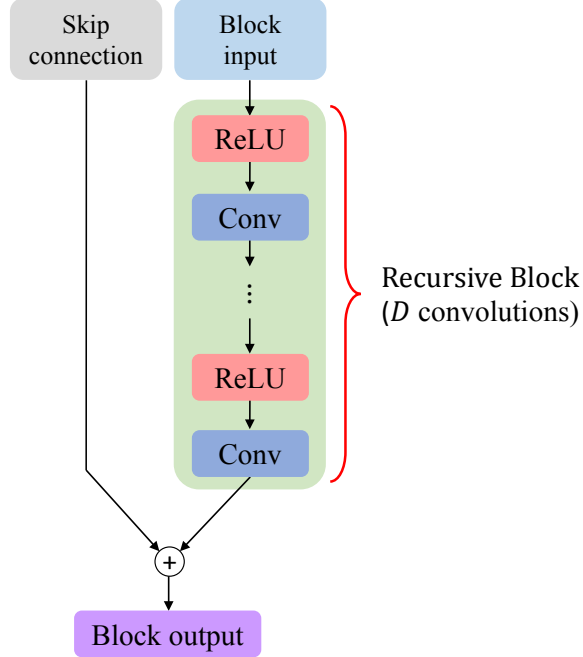 Skip
connection
Block
input
ReLU
Conv
⋮
ReLU
Conv
Recursive Block
(D convolutions)
+
Block output